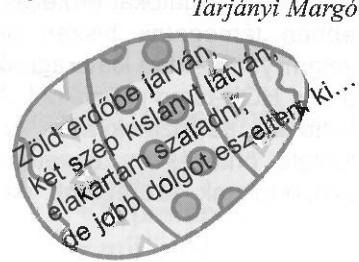 Tarjányi Margó
Zöld erdőbe járván,
két szép kislányt látván,
elakartam szaladni,
de jobb dolgot eszeltem ki...